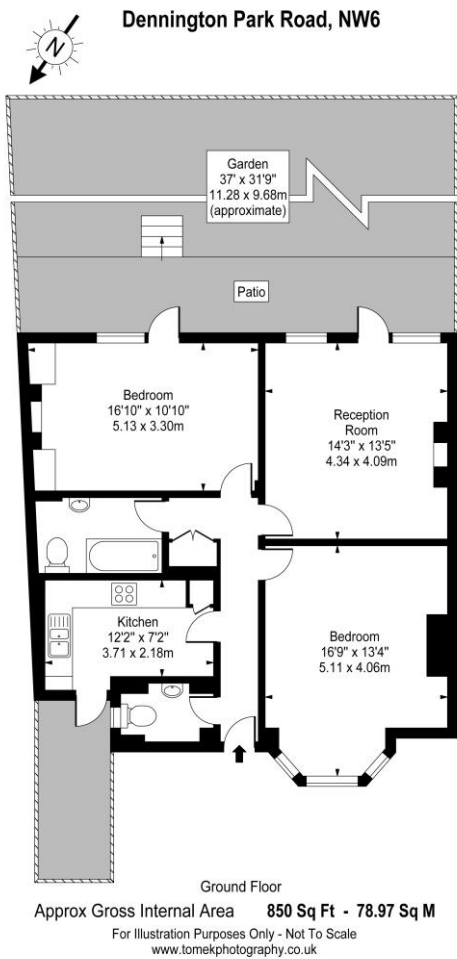 Dennington Park Road, NW6
N
Garden
37' x 31'9"
11.28 x 9.68m
(approximate)
Patio
Bedroom
16'10" x 10'10"
5.13 x 3.30m
Reception
Room
14'3" x 13'5"
4.34 x 4.09m
Kitchen
12'2" x 7'2"
3.71 x 2.18m
Bedroom
16'9" x 13'4"
5.11 x 4.06m
Ground Floor
Approx Gross Internal Area 850 Sq Ft - 78.97 Sq M
For Illustration Purposes Only - Not To Scale
www.tomekphotography.co.uk